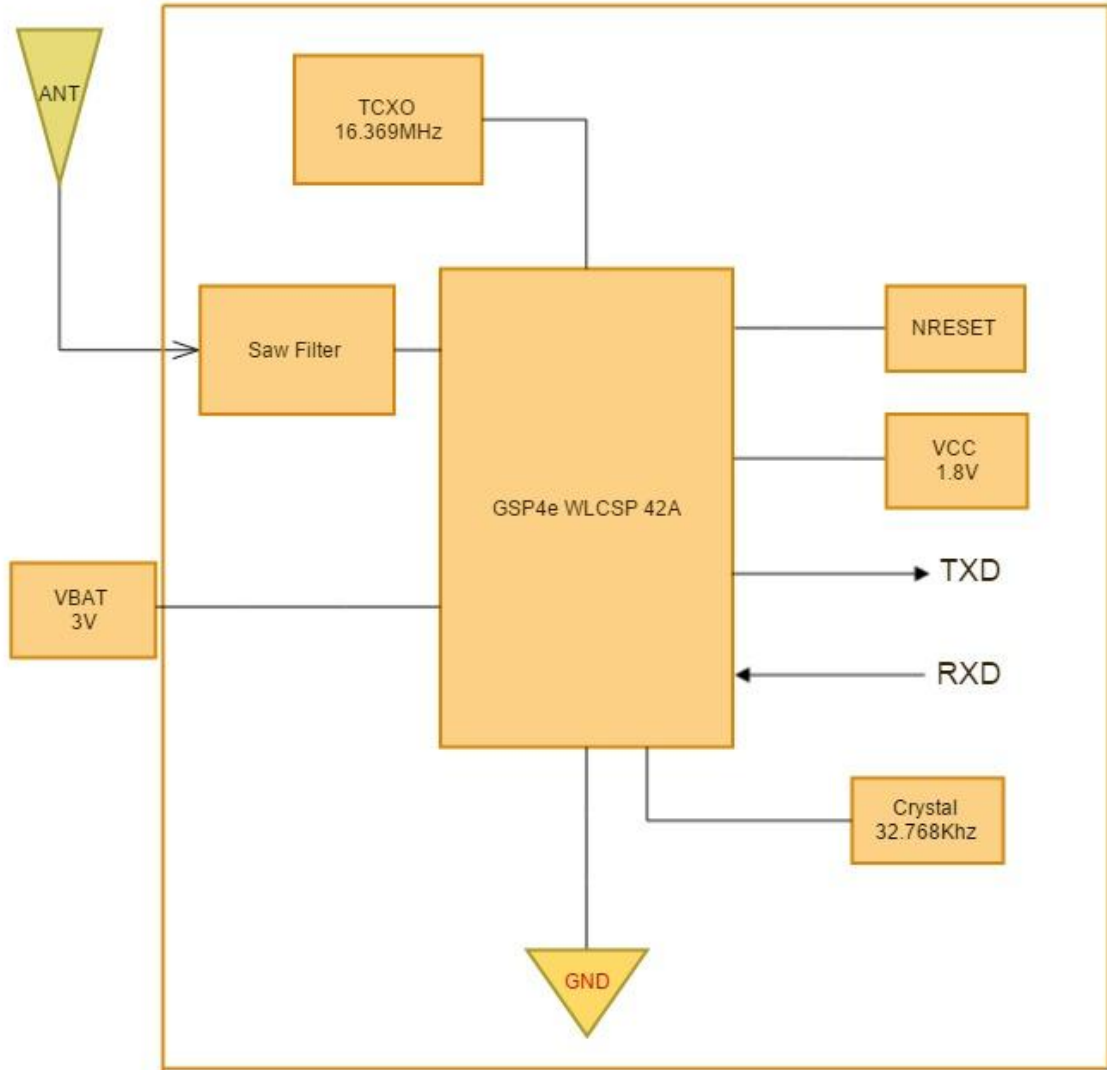 ANT
TCXO
16.369MHz
Saw Filter
NRESET
VCC
1.8V
GSP4e WLCSP 42A
TXD
VBAT
3V
RXD
Crystal
32.768Khz
GND